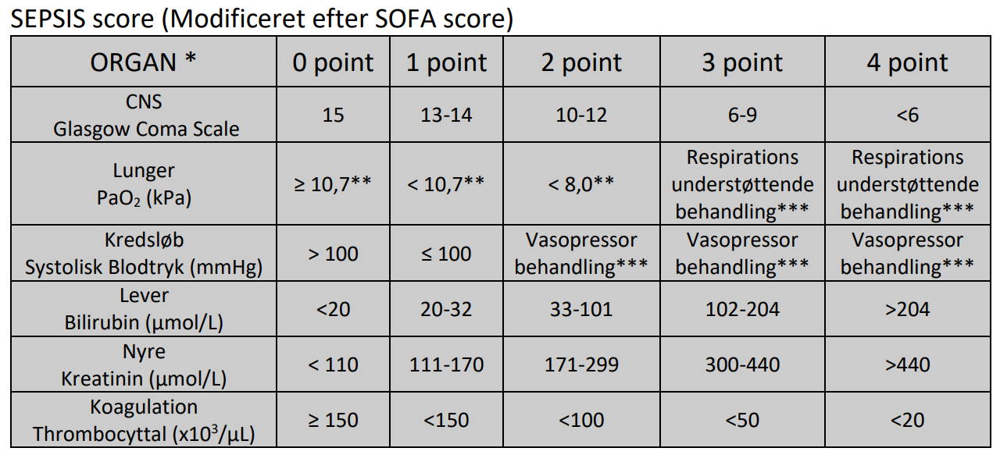 SEPSIS score (Modificeret efter SOFA score)
ORGAN * 0 point 1 point 2 point 3 point 4 point
CNS
Glasgow Coma Scale 15 13-14 10-12 6-9 <6
Lunger
PaO₂ (kPa) ≥ 10,7** < 10,7** < 8,0** Respirations
understøttende
behandling*** Respirations
understøttende
behandling***
Kredsløb
Systolisk Blodtryk (mmHg) > 100 ≤ 100 Vasopressor
behandling*** Vasopressor
behandling*** Vasopressor
behandling***
Lever
Bilirubin (µmol/L) <20 20-32 33-101 102-204 >204
Nyre
Kreatinin (µmol/L) < 110 111-170 171-299 300-440 >440
Koagulation
Thrombocyttal (x10³/µL) ≥ 150 <150 <100 <50 <20